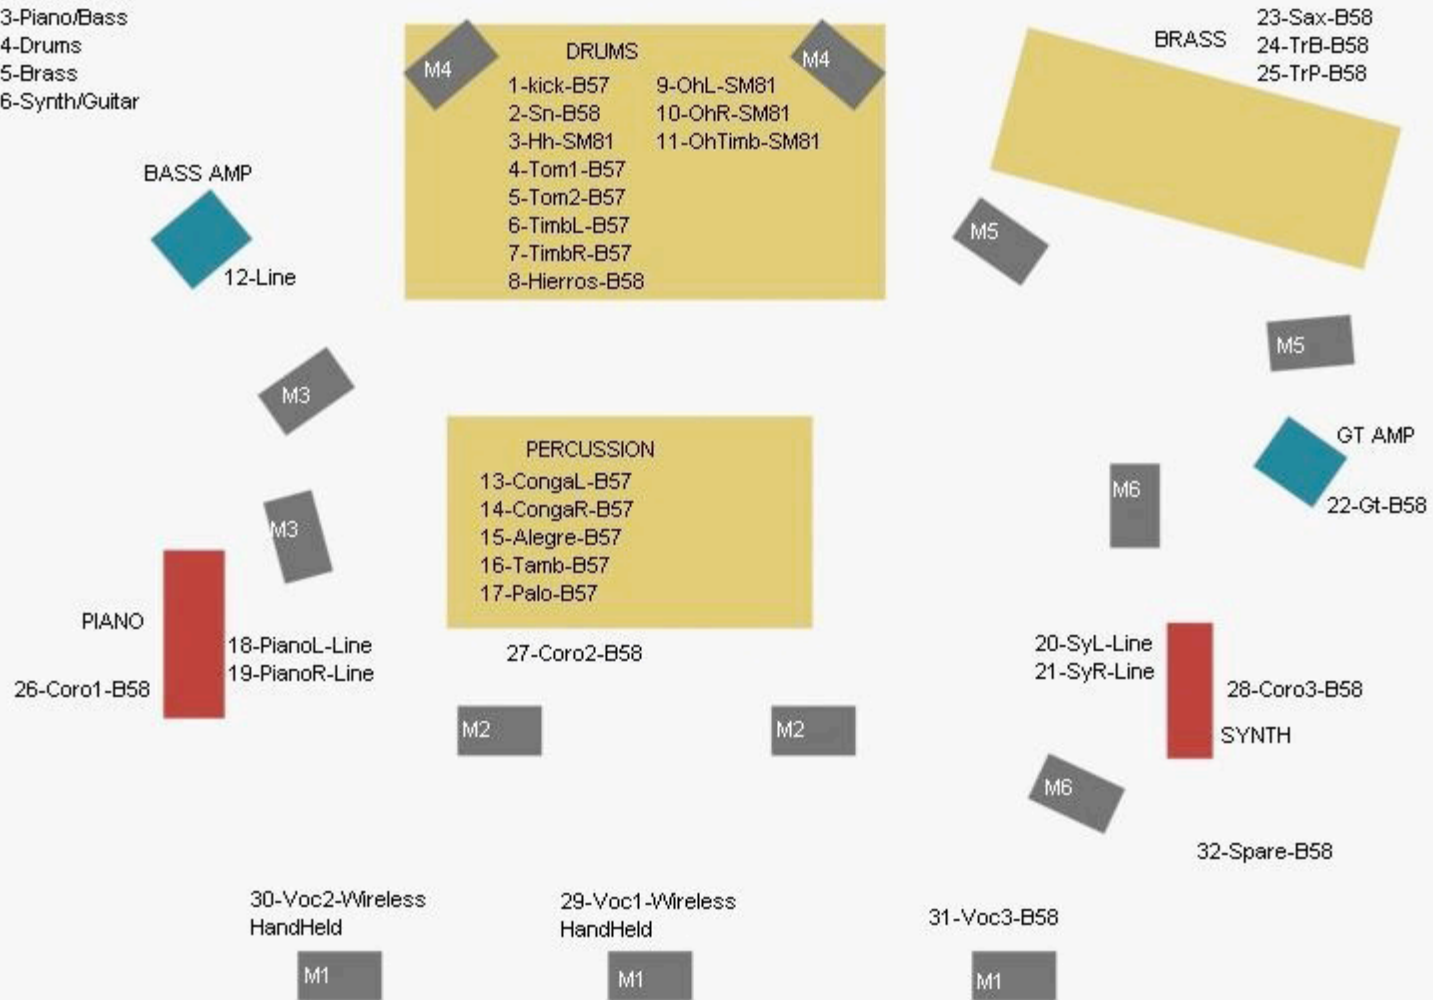 3-Piano/Bass
4-Drums
5-Brass
6-Synth/Guitar
M4
DRUMS
M4
1-kick-B57
2-Sn-B58
3-Hh-SM81
4-Tom1-B57
5-Tom2-B57
6-TimbL-B57
7-TimbR-B57
8-Hierros-B58
9-OhL-SM81
10-OhR-SM81
11-OhTimb-SM81
BRASS
23-Sax-B58
24-TrB-B58
25-TrP-B58
BASS AMP
12-Line
M5
M5
M3
GT AMP
22-Gt-B58
M6
M3
PERCUSSION
13-CongaL-B57
14-CongaR-B57
15-Alegre-B57
16-Tamb-B57
17-Palo-B57
PIANO
18-PianoL-Line
19-PianoR-Line
26-Coro1-B58
27-Coro2-B58
20-SyL-Line
21-SyR-Line
28-Coro3-B58
SYNTH
M2
M2
M6
32-Spare-B58
30-Voc2-Wireless
HandHeld
29-Voc1-Wireless
HandHeld
31-Voc3-B58
M1
M1
M1